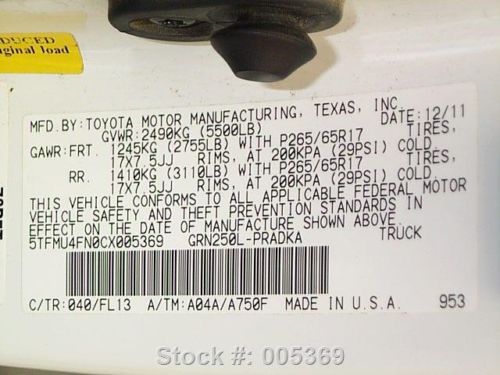 DUCED
iginal load
MFD.BY:TOYOTA MOTOR MANUFACTURING, TEXAS, INC.
GVWR:2490KG (5500LB) DATE:12/11
GAWR:FRT. 1245KG (2755LB) WITH P265/65R17 TIRES,
17X7.5JJ RIMS, AT 200KPA (29PSI) COLD
RR. 1410KG (3110LB) WITH P265/65R17 TIRES,
17X7.5JJ RIMS, AT 200KPA (29PSI) COLD
THIS VEHICLE CONFORMS TO ALL APPLICABLE FEDERAL MOTOR
VEHICLE SAFETY AND THEFT PREVENTION STANDARDS IN
EFFECT ON THE DATE OF MANUFACTURE SHOWN ABOVE.
5TFMU4FN0CX005369 GRN250L-PRADKA TRUCK
C/TR:040/FL13 A/TM:A04A/A750F MADE IN U.S.A. 953
Stock #: 005369